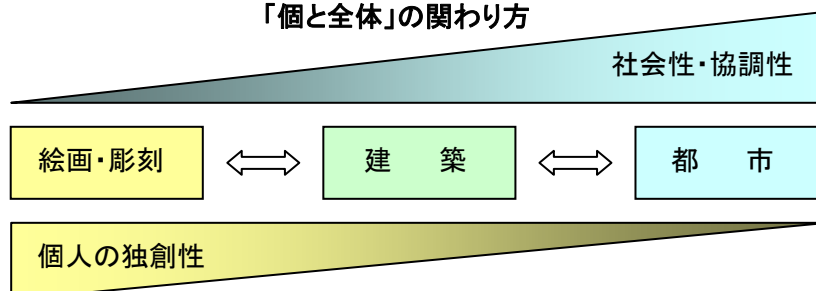 「個と全体」の関わり方
社会性・協調性
絵画・彫刻
建　築
都　市
個人の独創性